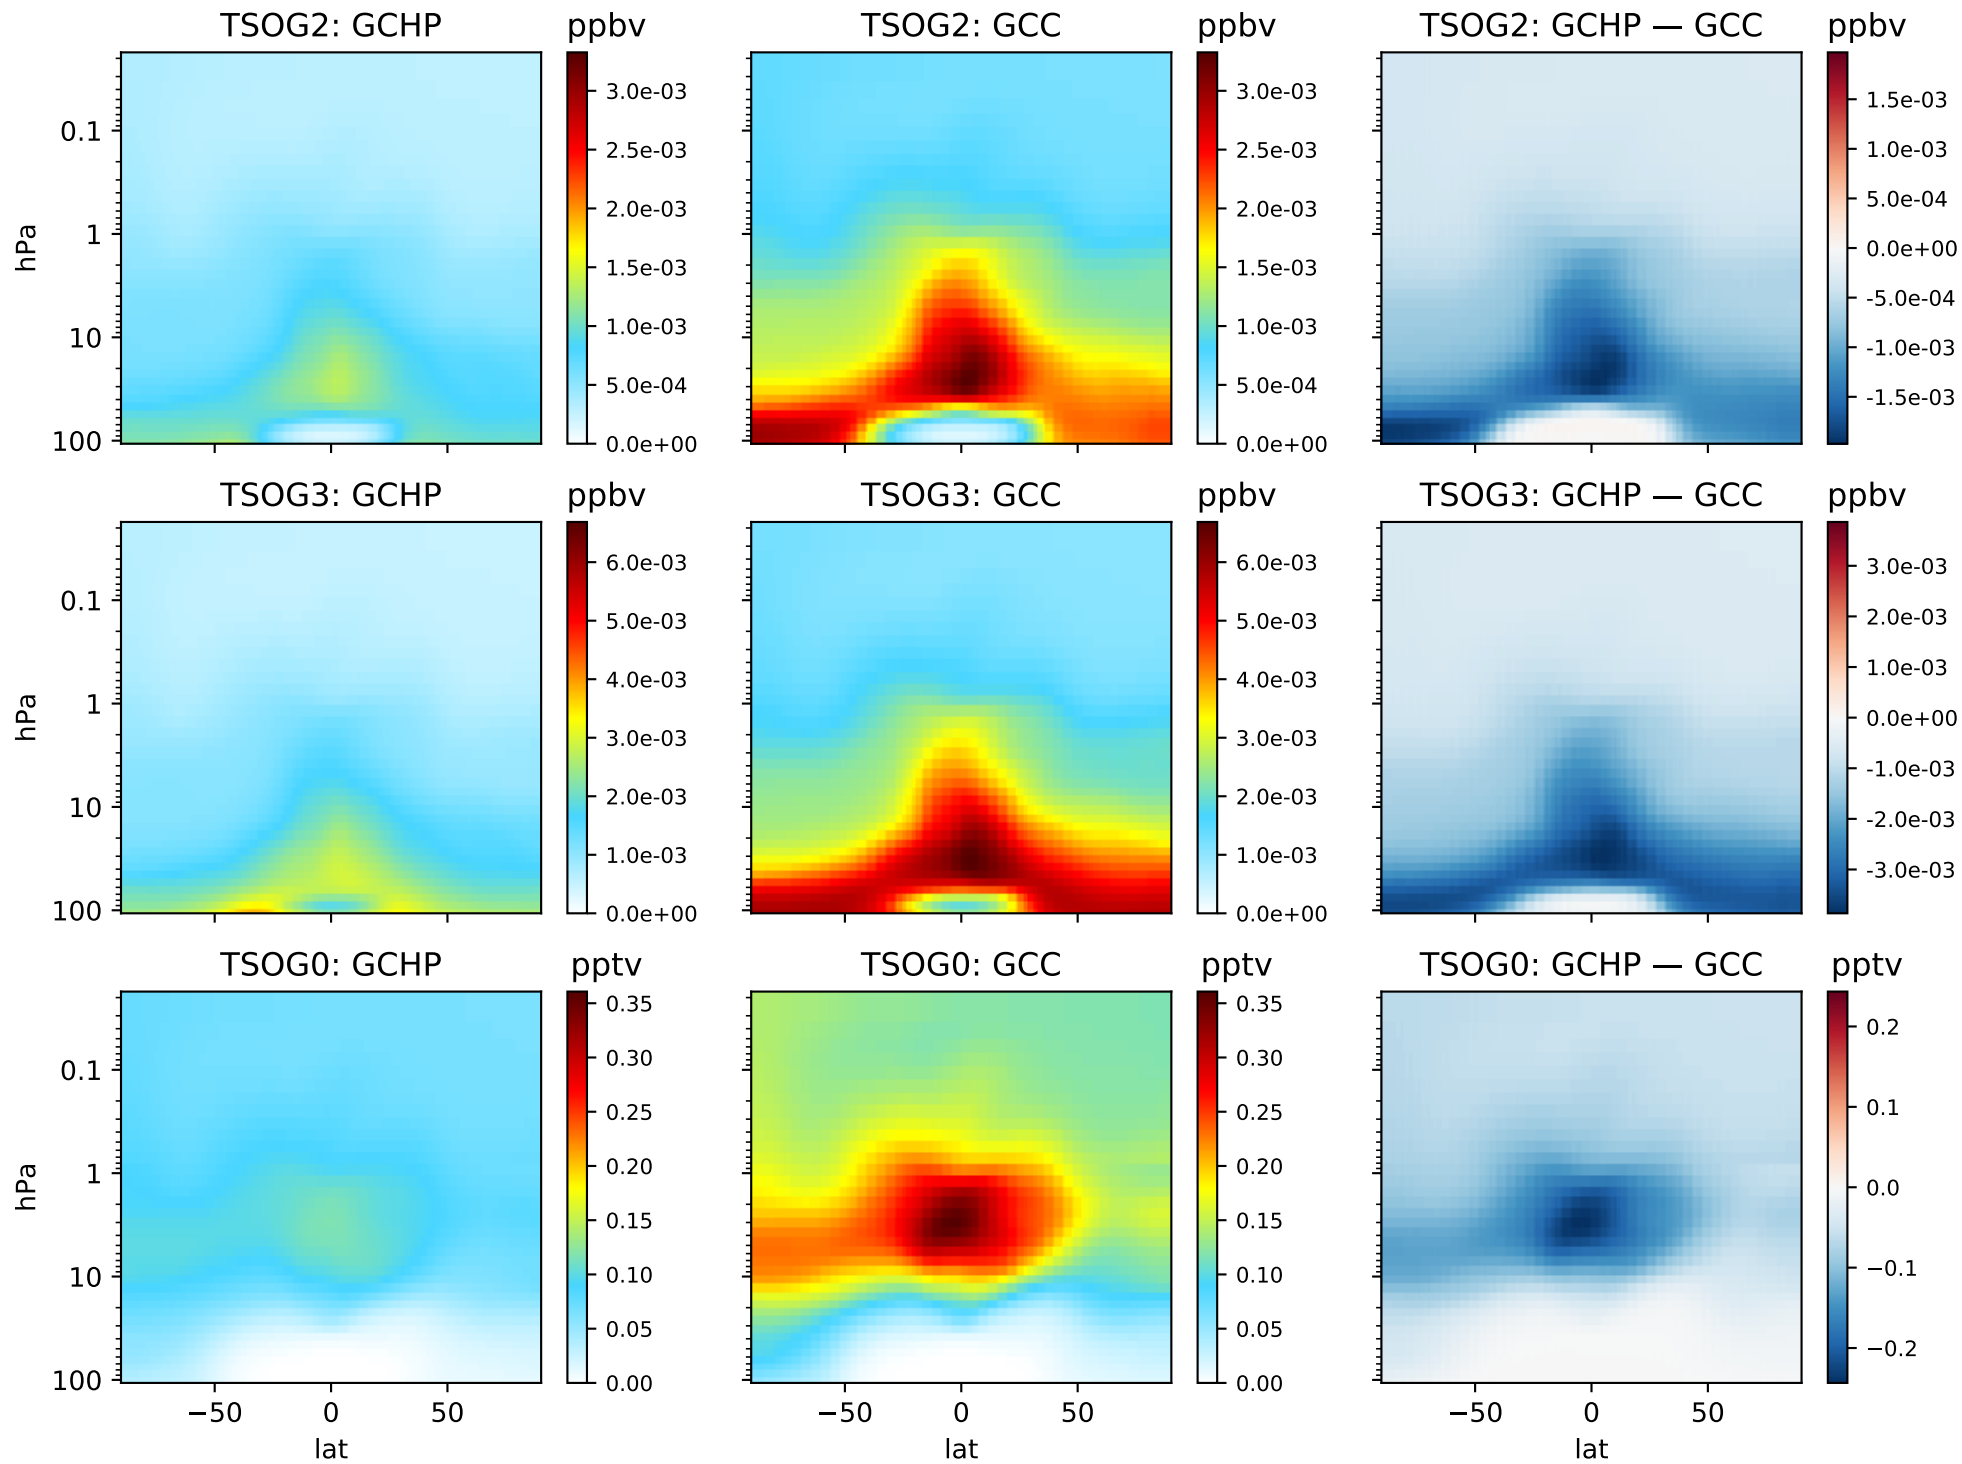 TSOG2: GCHP ppbv TSOG2: GCC ppbv TSOG2: GCHP — GCC ppbv
3.0e-03 3.0e-03 1.5e-03
0.1 2.5e-03 2.5e-03 1.0e-03
2.0e-03 2.0e-03 5.0e-04
hPa 1 1.5e-03 1.5e-03 0.0e+00
1.0e-03 1.0e-03 -5.0e-04
10 5.0e-04 5.0e-04 -1.0e-03
100 0.0e+00 0.0e+00 -1.5e-03
TSOG3: GCHP ppbv TSOG3: GCC ppbv TSOG3: GCHP — GCC ppbv
6.0e-03 6.0e-03 3.0e-03
0.1 5.0e-03 5.0e-03 2.0e-03
4.0e-03 4.0e-03 1.0e-03
hPa 1 3.0e-03 3.0e-03 0.0e+00
2.0e-03 2.0e-03 -1.0e-03
10 1.0e-03 1.0e-03 -2.0e-03
100 0.0e+00 0.0e+00 -3.0e-03
TSOG0: GCHP pptv TSOG0: GCC pptv TSOG0: GCHP — GCC pptv
0.35 0.35 0.2
0.1 0.30 0.30
0.25 0.25 0.1
hPa 1 0.20 0.20 0.0
0.15 0.15
10 0.10 0.10 −0.1
0.05 0.05 −0.2
100 0.00 0.00
−50 0 50 −50 0 50 −50 0 50
lat lat lat